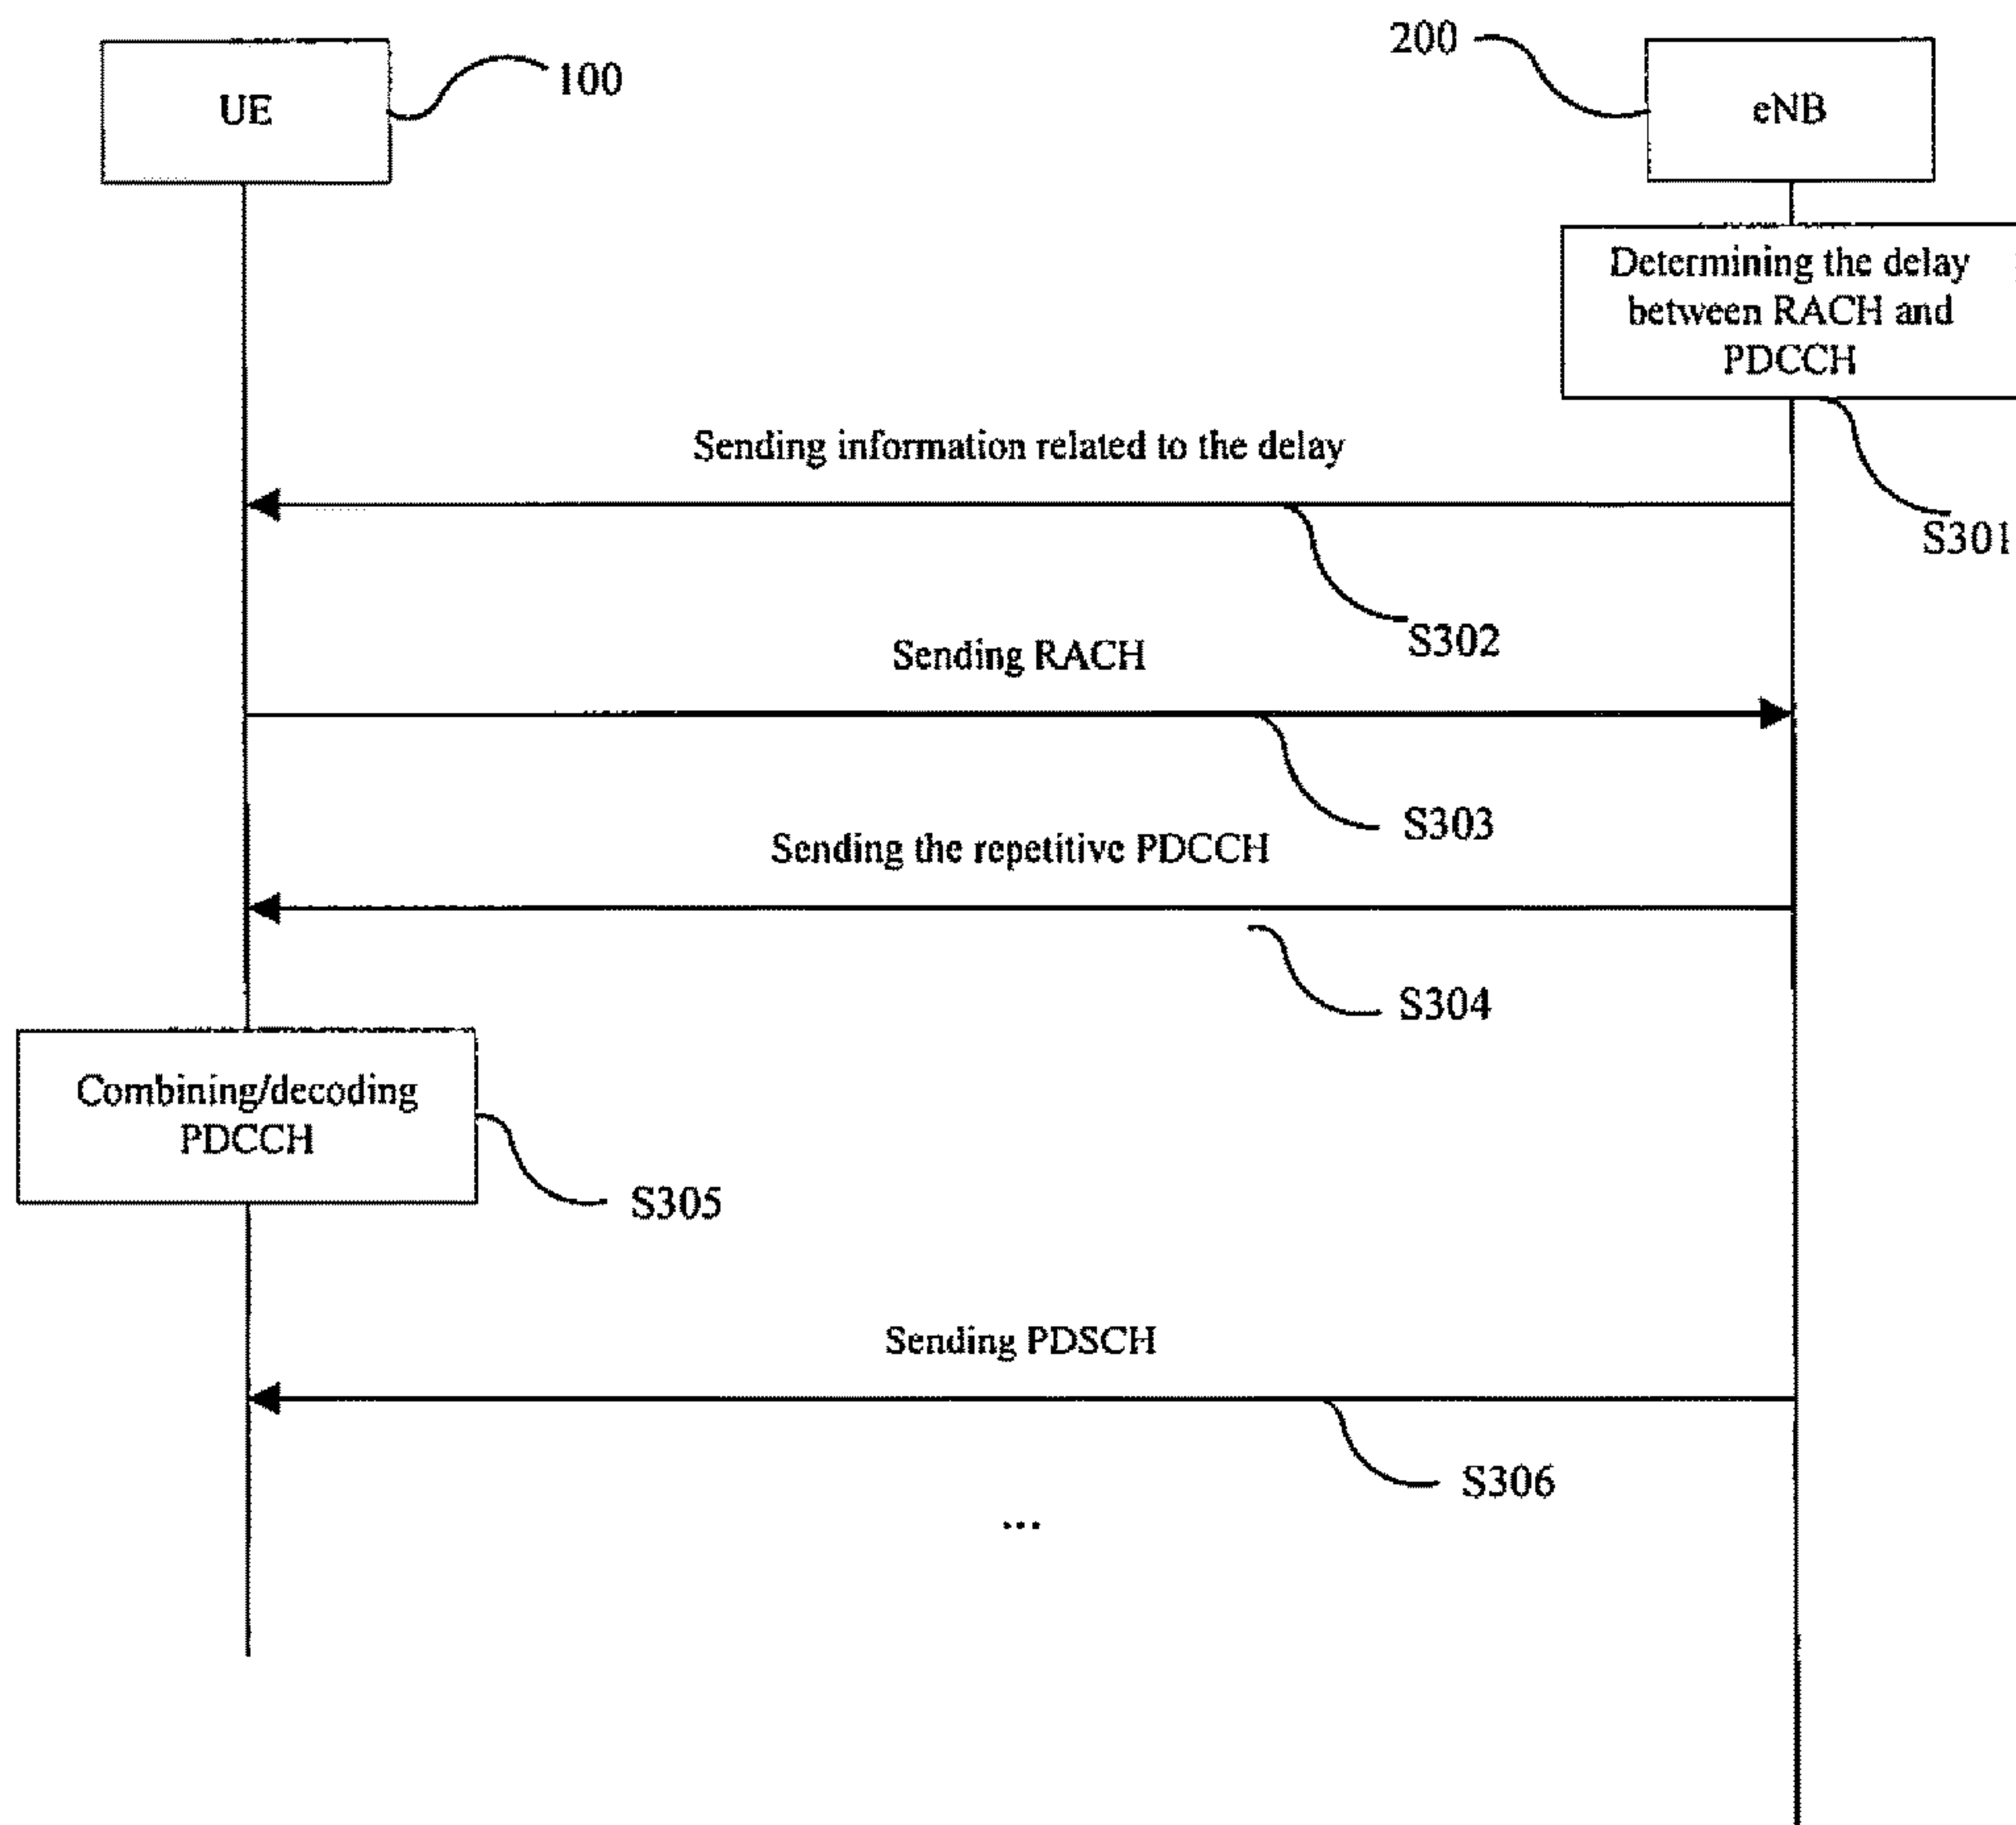 UE
100
200
eNB
Determining the delay
between RACH and
PDCCH
S301
Sending information related to the delay
S302
Sending RACH
S303
Sending the repetitive PDCCH
S304
Combining/decoding
PDCCH
S305
Sending PDSCH
S306
...